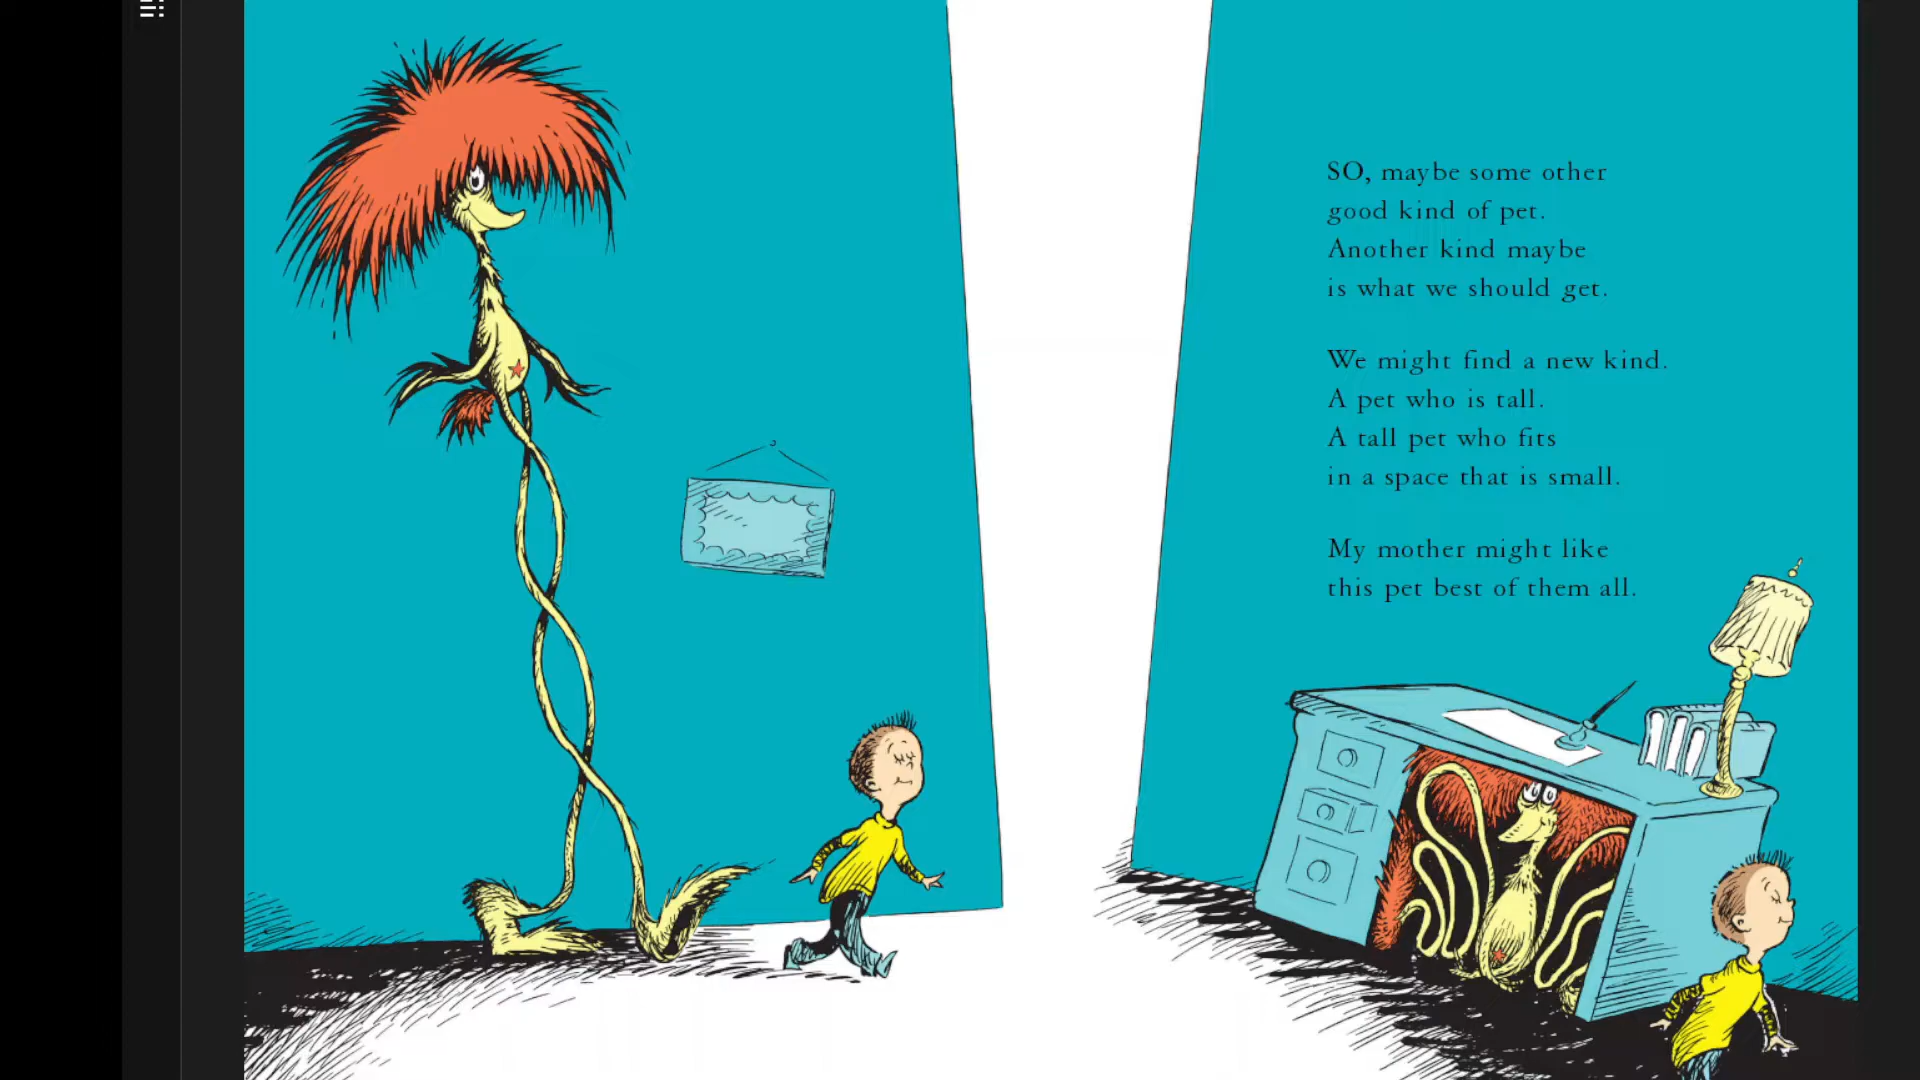 SO, maybe some other
good kind of pet.
Another kind maybe
is what we should get.
We might find a new kind.
A pet who is tall.
A tall pet who fits
in a space that is small.
My mother might like
this pet best of them all.